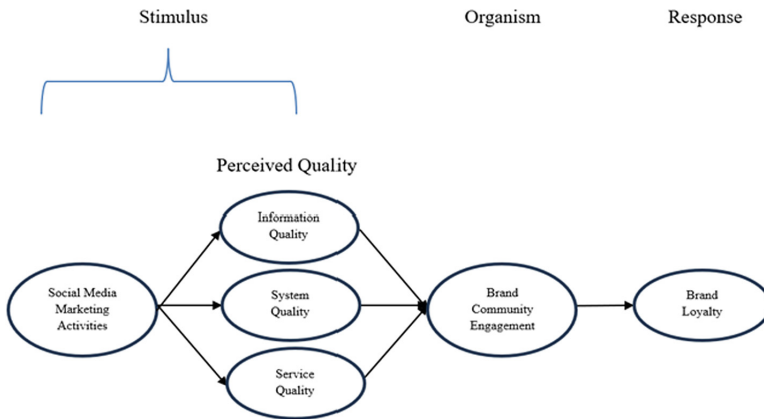 Stimulus
Organism
Response
Perceived Quality
Information
Quality
Social Media
Marketing
Activities
System
Quality
Brand
Community
Engagement
Brand
Loyalty
Service
Quality